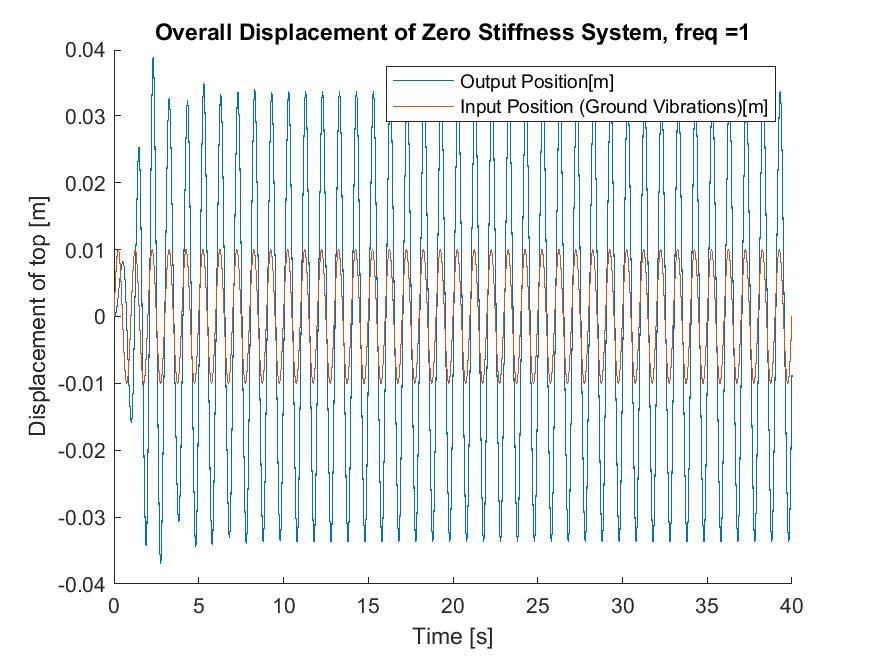 Overall Displacement of Zero Stiffness System, freq =1
Output Position[m]
Input Position (Ground Vibrations)[m]
Displacement of top [m]
0.04
0.03
0.02
0.01
0
-0.01
-0.02
-0.03
-0.04
0 5 10 15 20 25 30 35 40
Time [s]